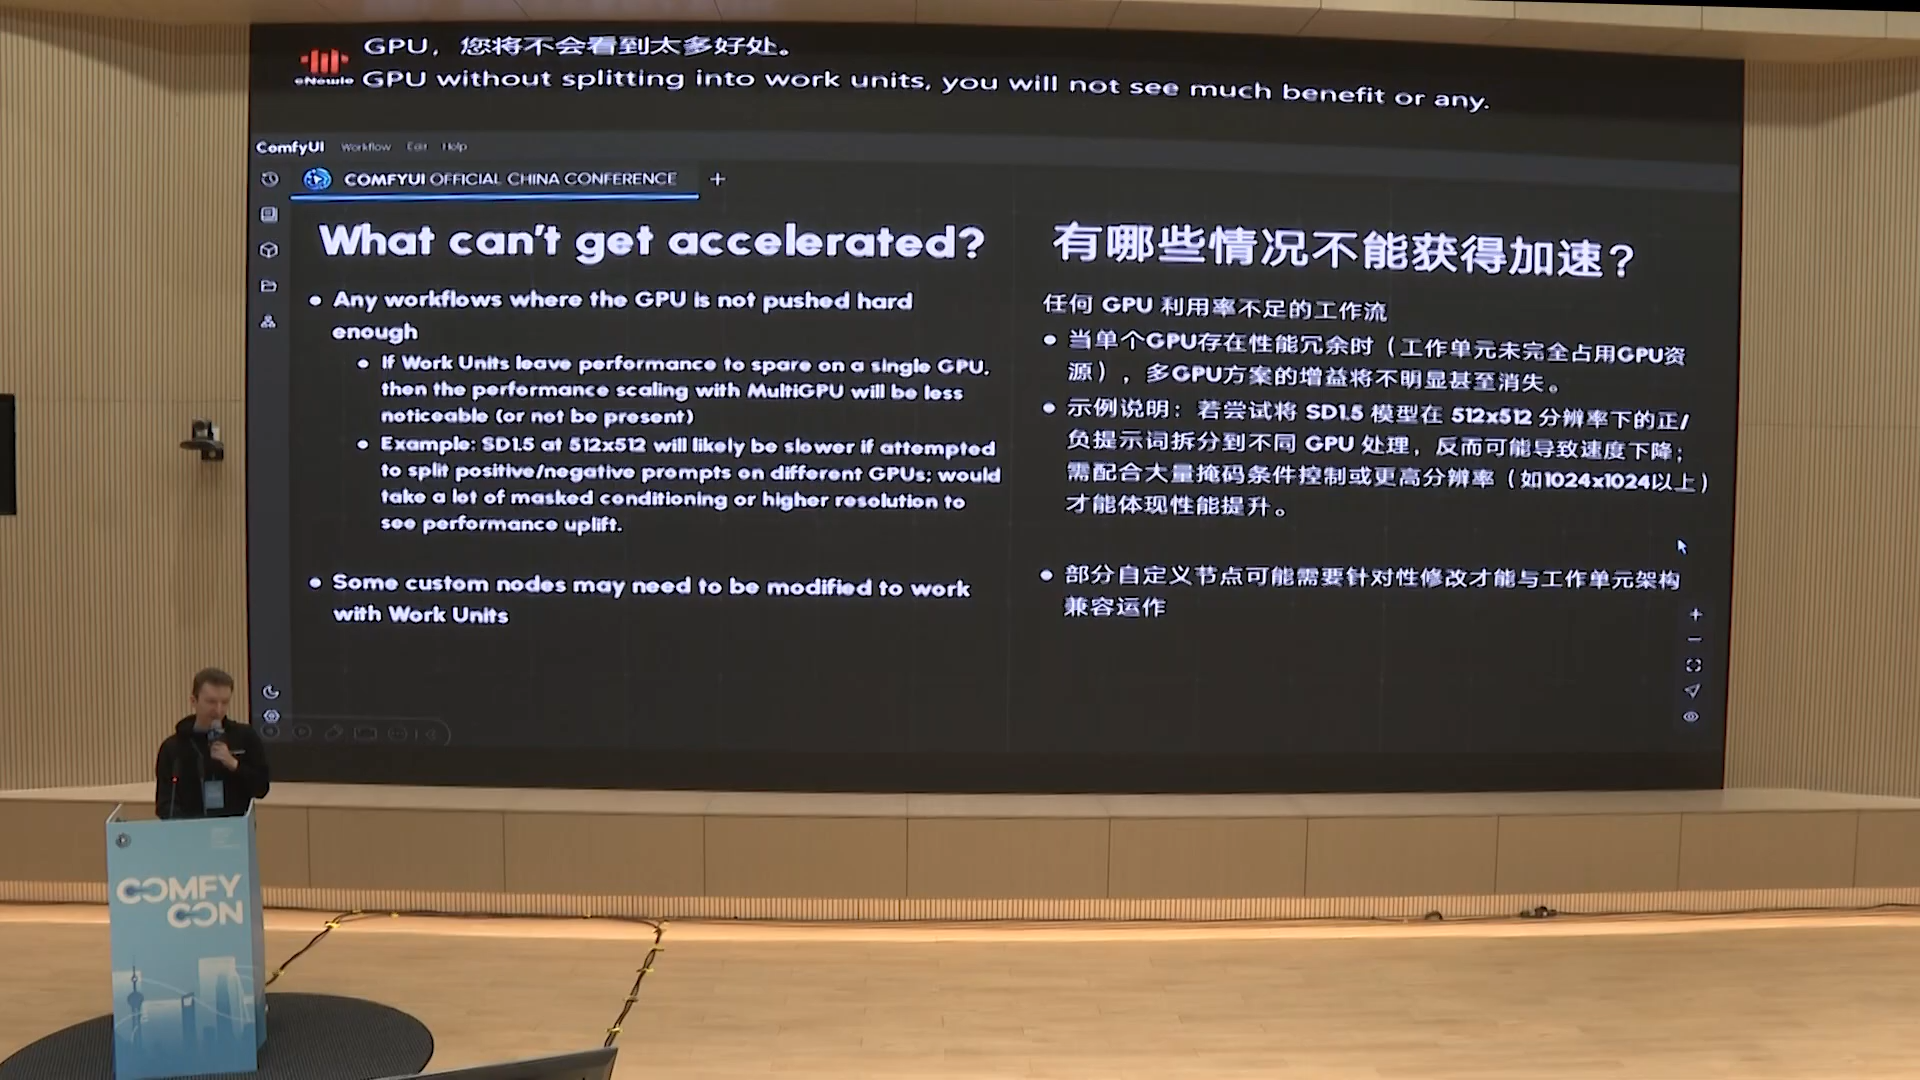 GPU，您将不会看到太多好处。
GPU without splitting into work units, you will not see much benefit or any.
eNewle
ComfyUI Workflow Edit Help
COMFYUI OFFICIAL CHINA CONFERENCE +
What can't get accelerated?
• Any workflows where the GPU is not pushed hard
enough
• If Work Units leave performance to spare on a single GPU,
then the performance scaling with MultiGPU will be less
noticeable (or not be present)
• Example: SD1.5 at 512x512 will likely be slower if attempted
to split positive/negative prompts on different GPUs; would
take a lot of masked conditioning or higher resolution to
see performance uplift.
• Some custom nodes may need to be modified to work
with Work Units
有哪些情况不能获得加速？
任何 GPU 利用率不足的工作流
• 当单个GPU存在性能冗余时（工作单元未完全占用GPU资
源），多GPU方案的增益将不明显甚至消失。
• 示例说明：若尝试将 SD1.5 模型在 512x512 分辨率下的正/
负提示词拆分到不同 GPU 处理，反而可能导致速度下降；
需配合大量掩码条件控制或更高分辨率（如1024x1024以上）
才能体现性能提升。
• 部分自定义节点可能需要针对性修改才能与工作单元架构
兼容运作
COMFY
CON